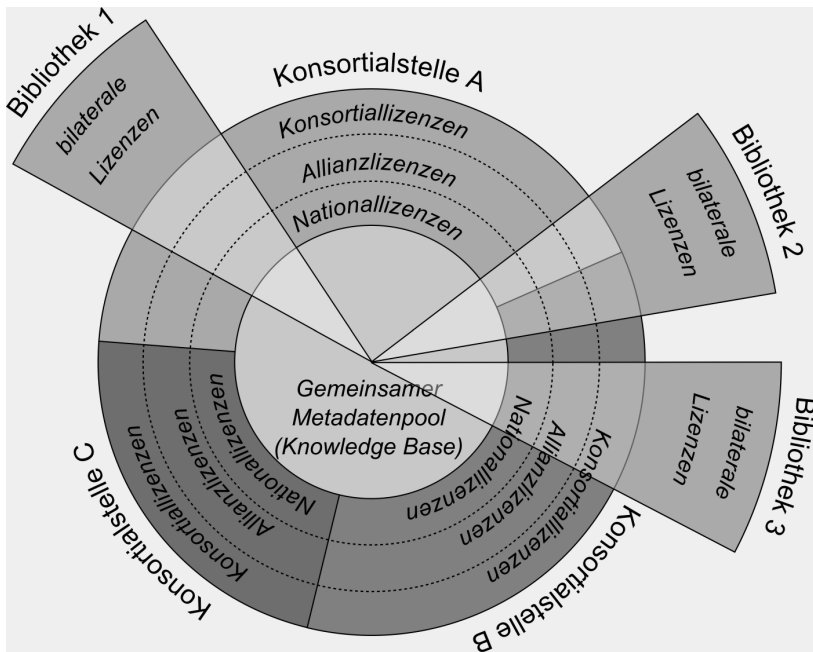 Bibliothek 1
bilaterale
Lizenzen
Konsortialstelle A
Konsortiallizenzen
Allianzlizenzen
Nationallizenzen
Bibliothek 2
bilaterale
Lizenzen
Gemeinsamer
Metadatenpool
(Knowledge Base)
Bibliothek 3
bilaterale
Lizenzen
Nationallizenzen
Allianzlizenzen
Konsortiallizenzen
Konsortialstelle B
Nationallizenzen
Allianzlizenzen
Konsortiallizenzen
Konsortialstelle C